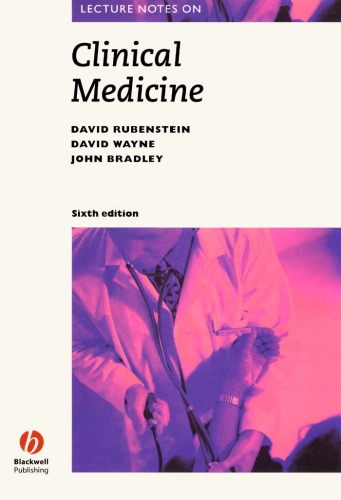 LECTURE NOTES ON
Clinical
Medicine
DAVID RUBENSTEIN
DAVID WAYNE
JOHN BRADLEY
Sixth edition
Blackwell
Publishing